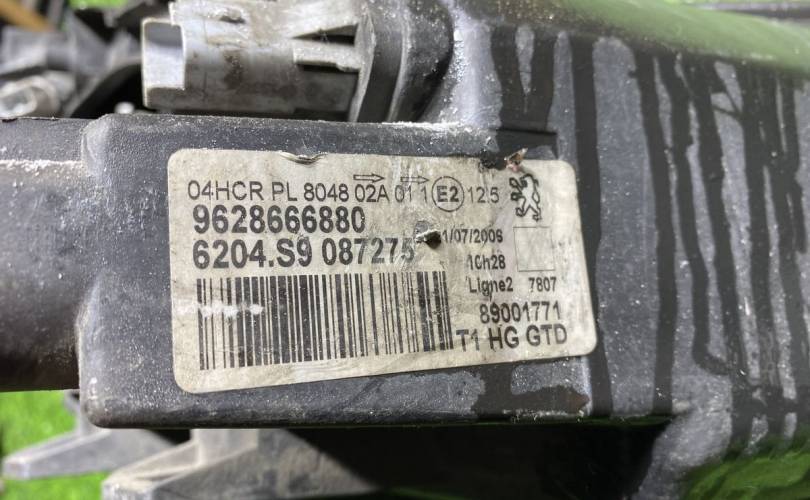 04HCR PL 8048 02A 01 1 E2 12.5
9628666880
6204.S9 087275
1/07/2006
1Ch28
Ligne2 7807
89001771
T1 HG GTD